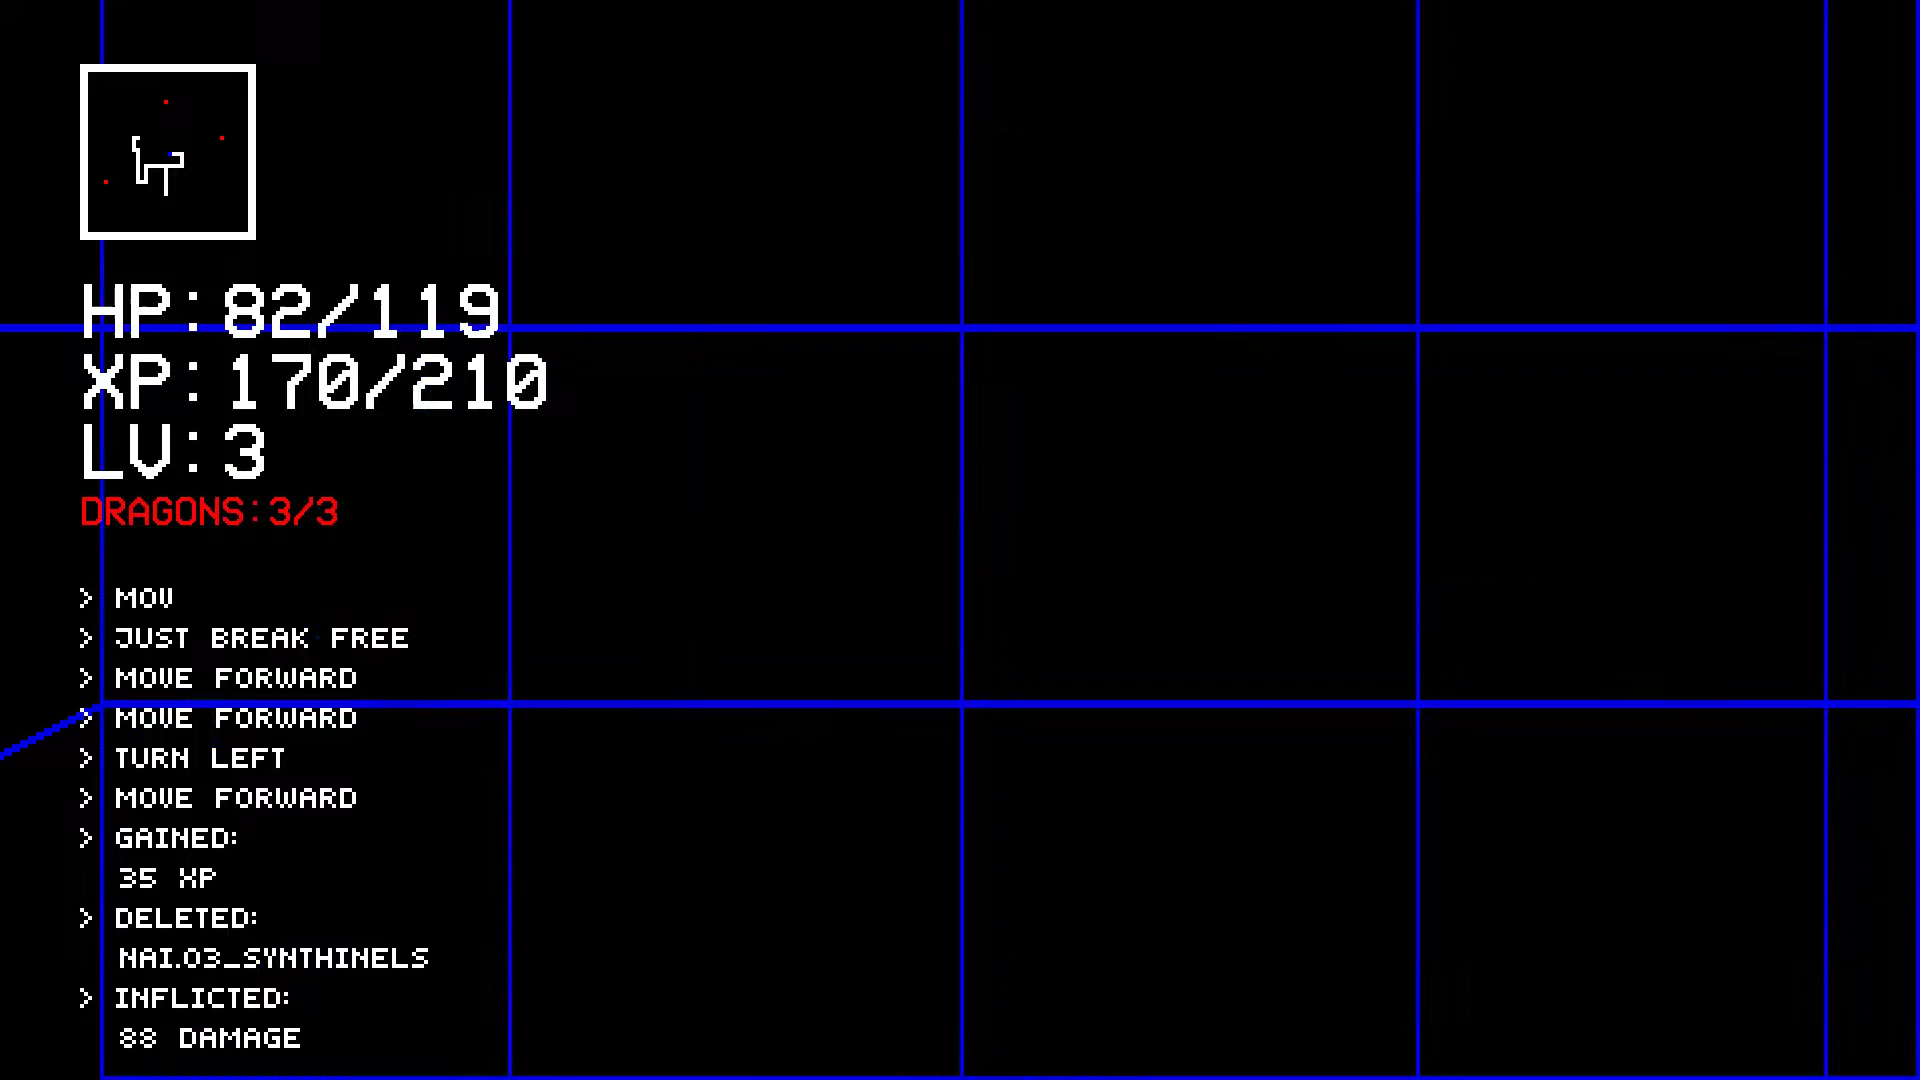 HP:82/119
XP:170/210
LV:3
DRAGONS:3/3
> MOV
> JUST BREAK FREE
> MOVE FORWARD
> MOVE FORWARD
> TURN LEFT
> MOVE FORWARD
> GAINED:
35 XP
> DELETED:
NAI.03_SYNTHINELS
> INFLICTED:
88 DAMAGE